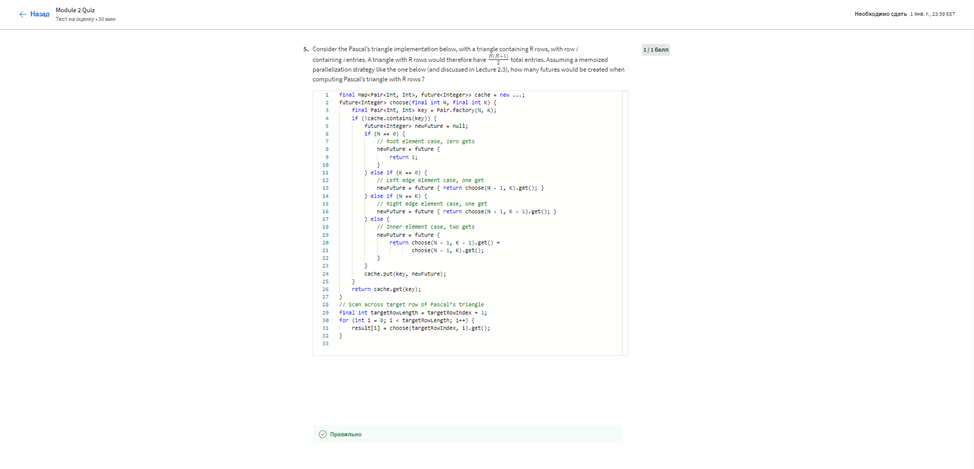 Назад
Module 2 Quiz
Тест на оценку • 30 мин
Необходимо сдать 1 янв. г., 23:59 EET
5. Consider the Pascal's triangle implementation below, with a triangle containing R rows, with row i
containing i entries. A triangle with R rows would therefore have R(R+1)/2 total entries. Assuming a memoized
parallelization strategy like the one below (and discussed in Lecture 2.3), how many futures would be created when
computing Pascal's triangle with R rows ?
1 / 1 балл
1 final Map<Pair<Int, Int>, future<Integer>> cache = new ...;
2 future<Integer> choose(final int N, final int K) {
3 final Pair<Int, Int> key = Pair.factory(N, K);
4 if (!cache.contains(key)) {
5 future<Integer> newFuture = null;
6 if (N == 0) {
7 // Root element case, zero gets
8 newFuture = future {
9 return 1;
10 }
11 } else if (K == 0) {
12 // Left edge element case, one get
13 newFuture = future { return choose(N - 1, K).get(); }
14 } else if (N == K) {
15 // Right edge element case, one get
16 newFuture = future { return choose(N - 1, K - 1).get(); }
17 } else {
18 // Inner element case, two gets
19 newFuture = future {
20 return choose(N - 1, K - 1).get() +
21 choose(N - 1, K).get();
22 }
23 }
24 cache.put(key, newFuture);
25 }
26 return cache.get(key);
27 }
28 // Scan across target row of Pascal's triangle
29 final int targetRowLength = targetRowIndex + 1;
30 for (int i = 0; i < targetRowLength; i++) {
31 result[i] = choose(targetRowIndex, i).get();
32 }
33
Правильно